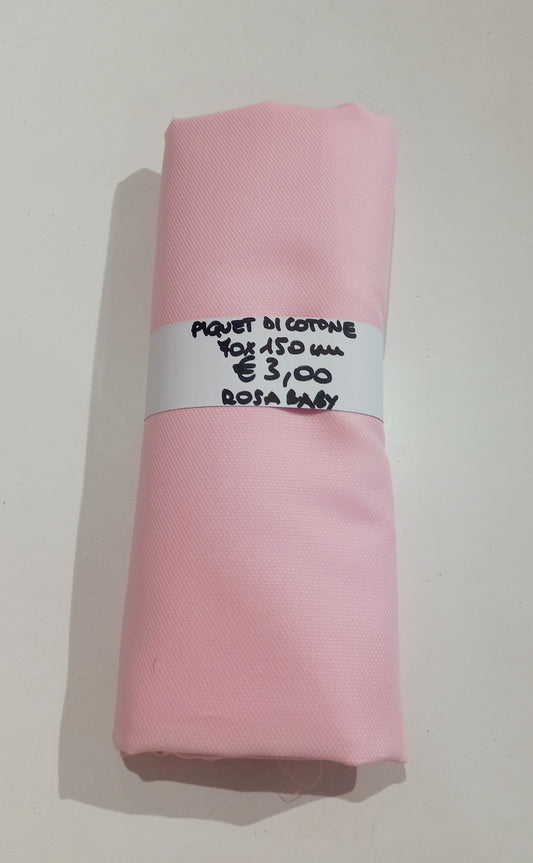 PIQUET DI COTONE
70x150 cm
€ 3,00
ROSA BABY